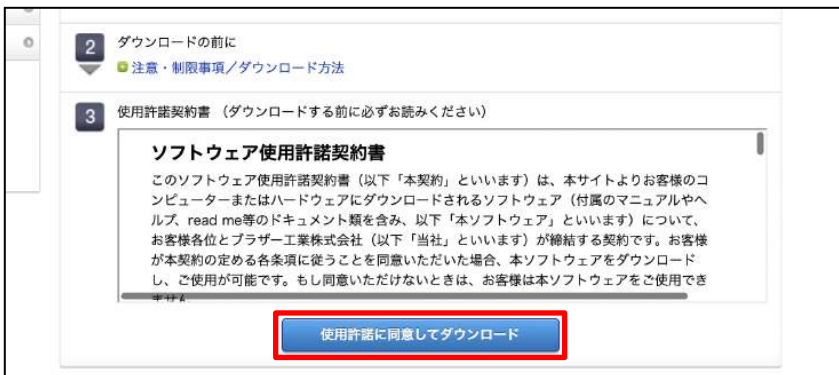 2
ダウンロードの前に
注意・制限事項／ダウンロード方法
3
使用許諾契約書 （ダウンロードする前に必ずお読みください）
ソフトウェア使用許諾契約書
このソフトウェア使用許諾契約書（以下「本契約」といいます）は、本サイトよりお客様のコ
ンピューターまたはハードウェアにダウンロードされるソフトウェア（付属のマニュアルやヘ
ルプ、read me等のドキュメント類を含み、以下「本ソフトウェア」といいます）について、
お客様各位とブラザー工業株式会社（以下「当社」といいます）が締結する契約です。お客様
が本契約の定める各条項に従うことを同意いただいた場合、本ソフトウェアをダウンロード
し、ご使用が可能です。もし同意いただけないときは、お客様は本ソフトウェアをご使用でき
ません
使用許諾に同意してダウンロード